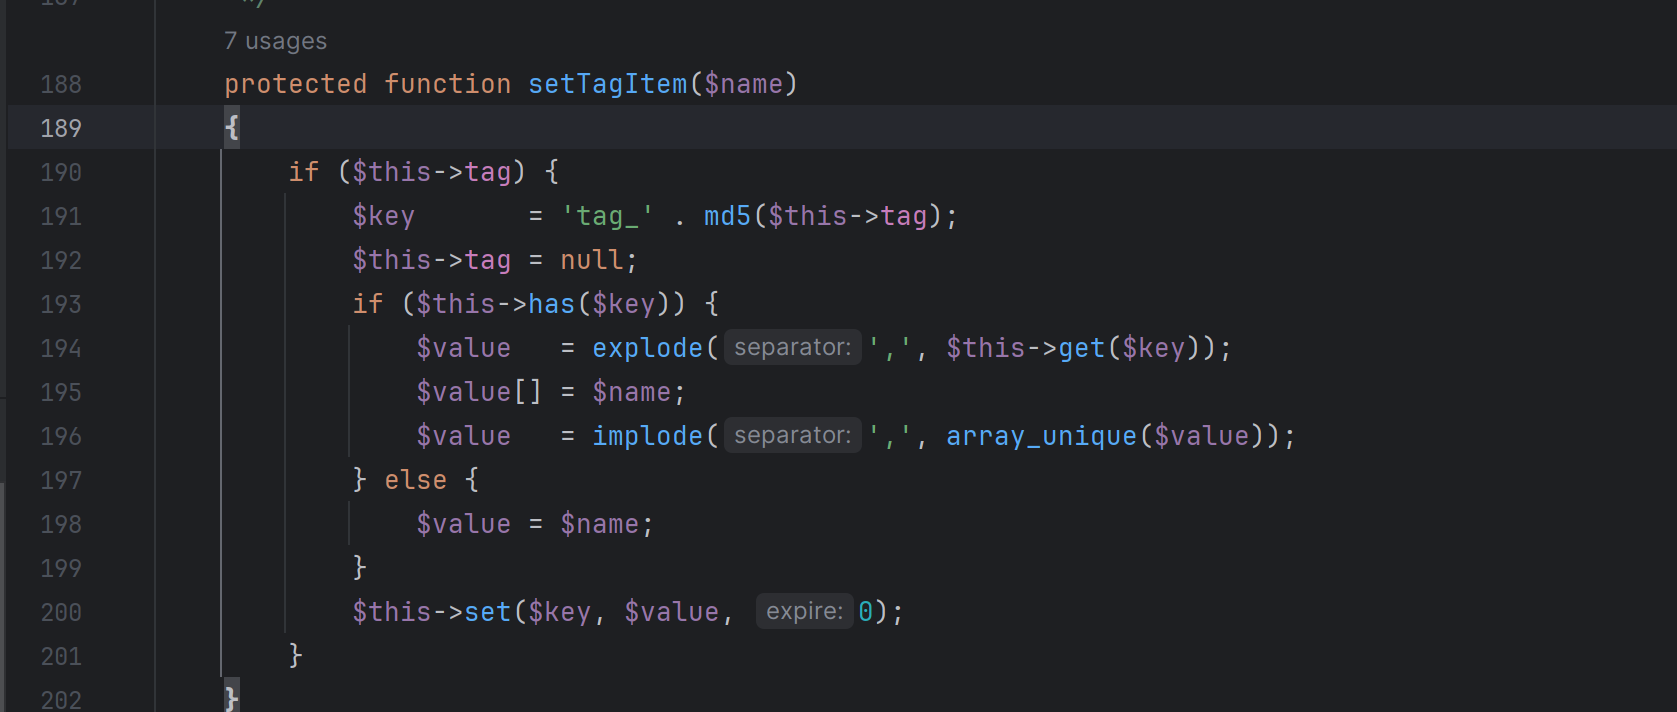 */
7 usages
188 protected function setTagItem($name)
189 {
190 if ($this->tag) {
191 $key = 'tag_' . md5($this->tag);
192 $this->tag = null;
193 if ($this->has($key)) {
194 $value = explode( separator: ',', $this->get($key));
195 $value[] = $name;
196 $value = implode( separator: ',', array_unique($value));
197 } else {
198 $value = $name;
199 }
200 $this->set($key, $value, expire: 0);
201 }
202 }